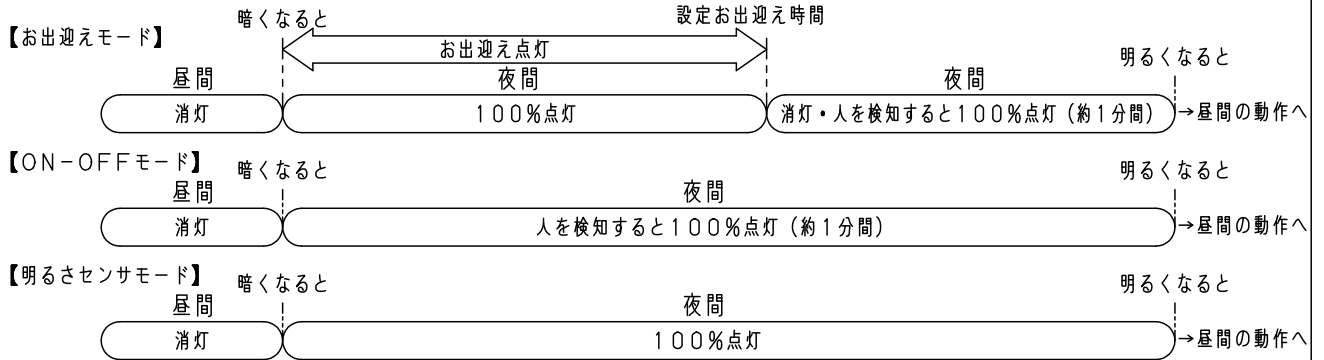 【お出迎えモード】
暗くなると
設定お出迎え時間
お出迎え点灯
明るくなると
昼間
夜間
夜間
消灯
100%点灯
消灯・人を検知すると100%点灯(約1分間)
→昼間の動作へ
【ON-OFFモード】
暗くなると
明るくなると
昼間
夜間
消灯
人を検知すると100%点灯(約1分間)
→昼間の動作へ
【明るさセンサモード】
暗くなると
明るくなると
昼間
夜間
消灯
100%点灯
→昼間の動作へ